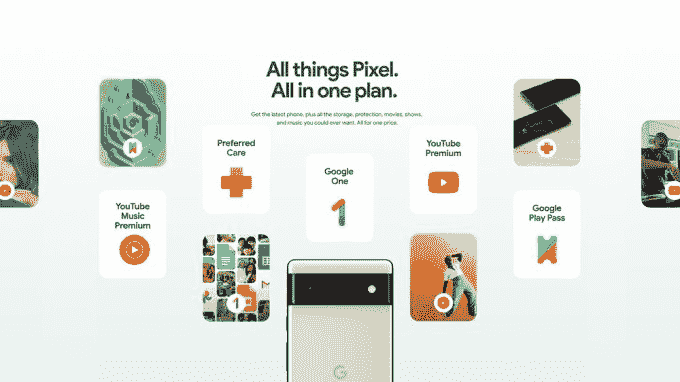 All things Pixel.
All in one plan.
Get the latest phone, plus all the storage, protection, movies, shows,
and music you could ever want. All for one price.
Preferred
Care
YouTube
Premium
Google
One
1
YouTube
Music
Premium
Google
Play Pass
1
G